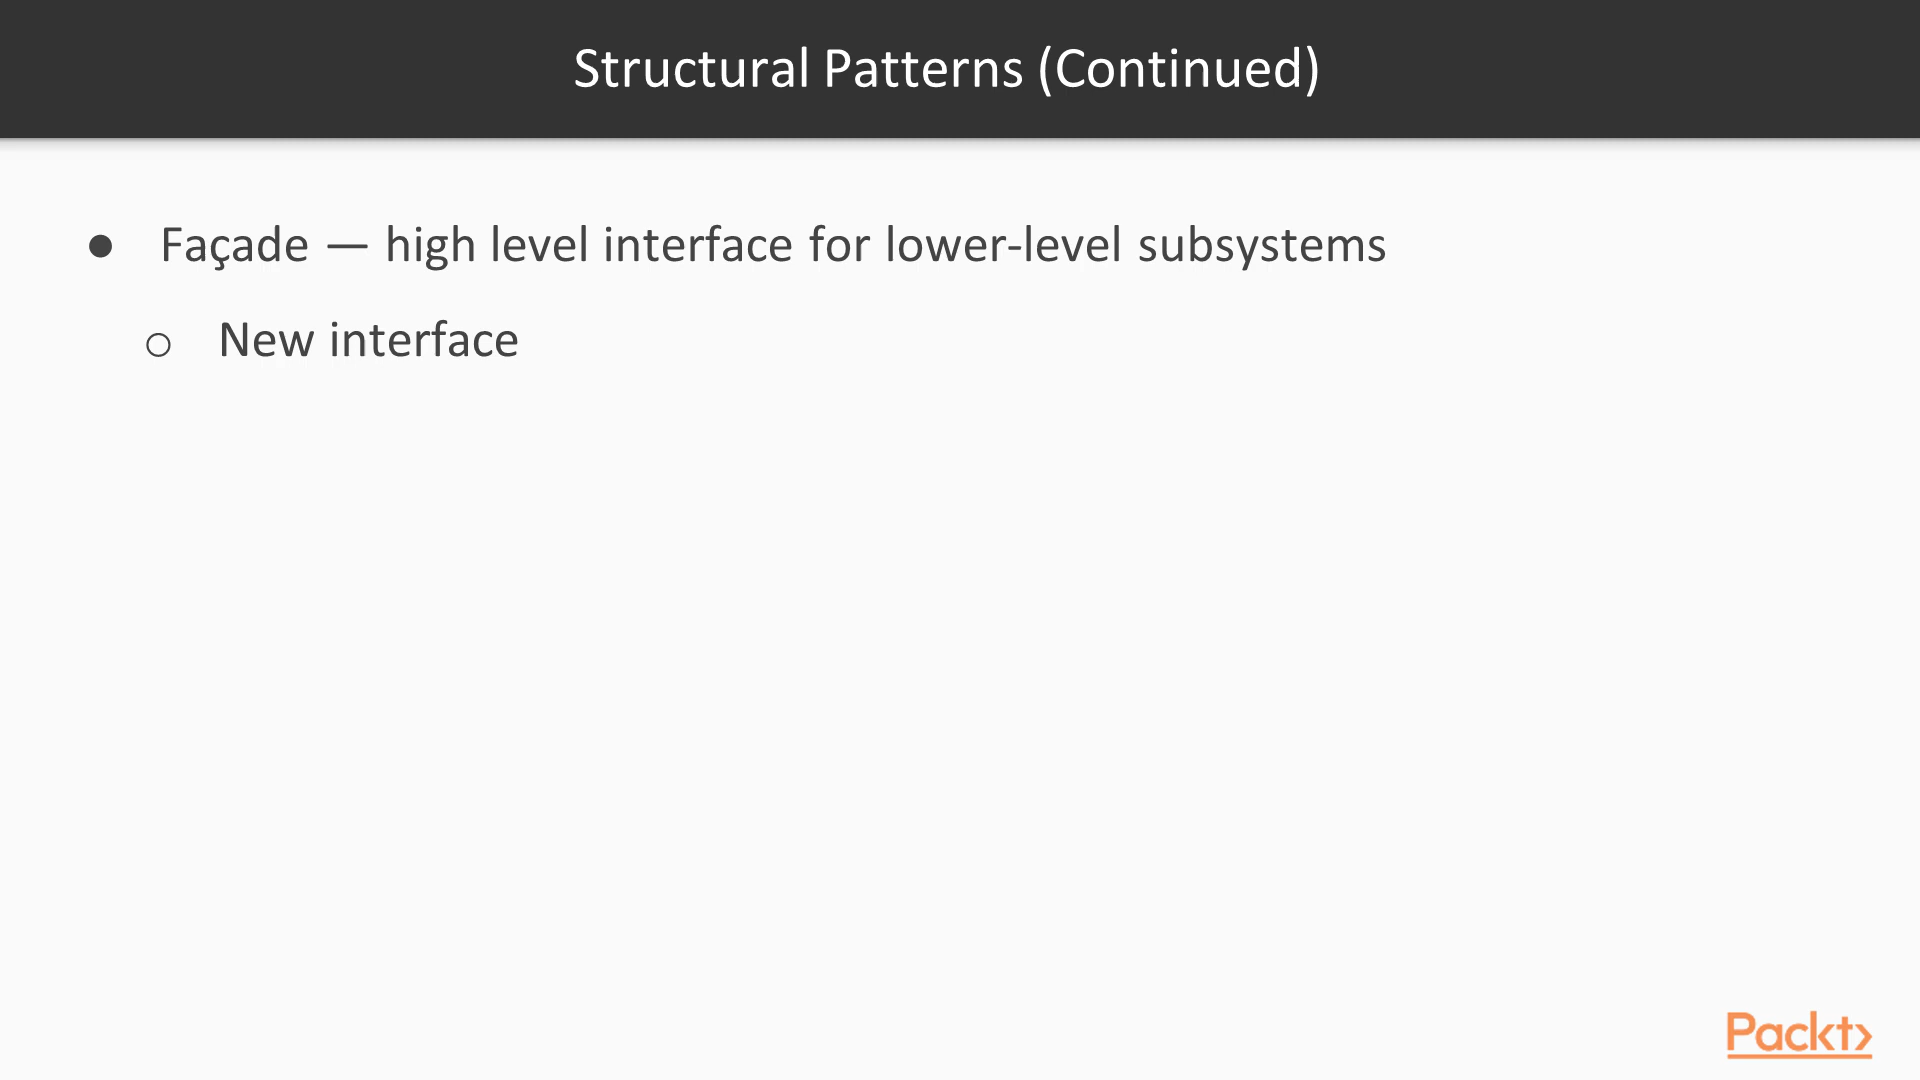 Structural Patterns (Continued)
● Façade — high level interface for lower-level subsystems
○ New interface
Packt>